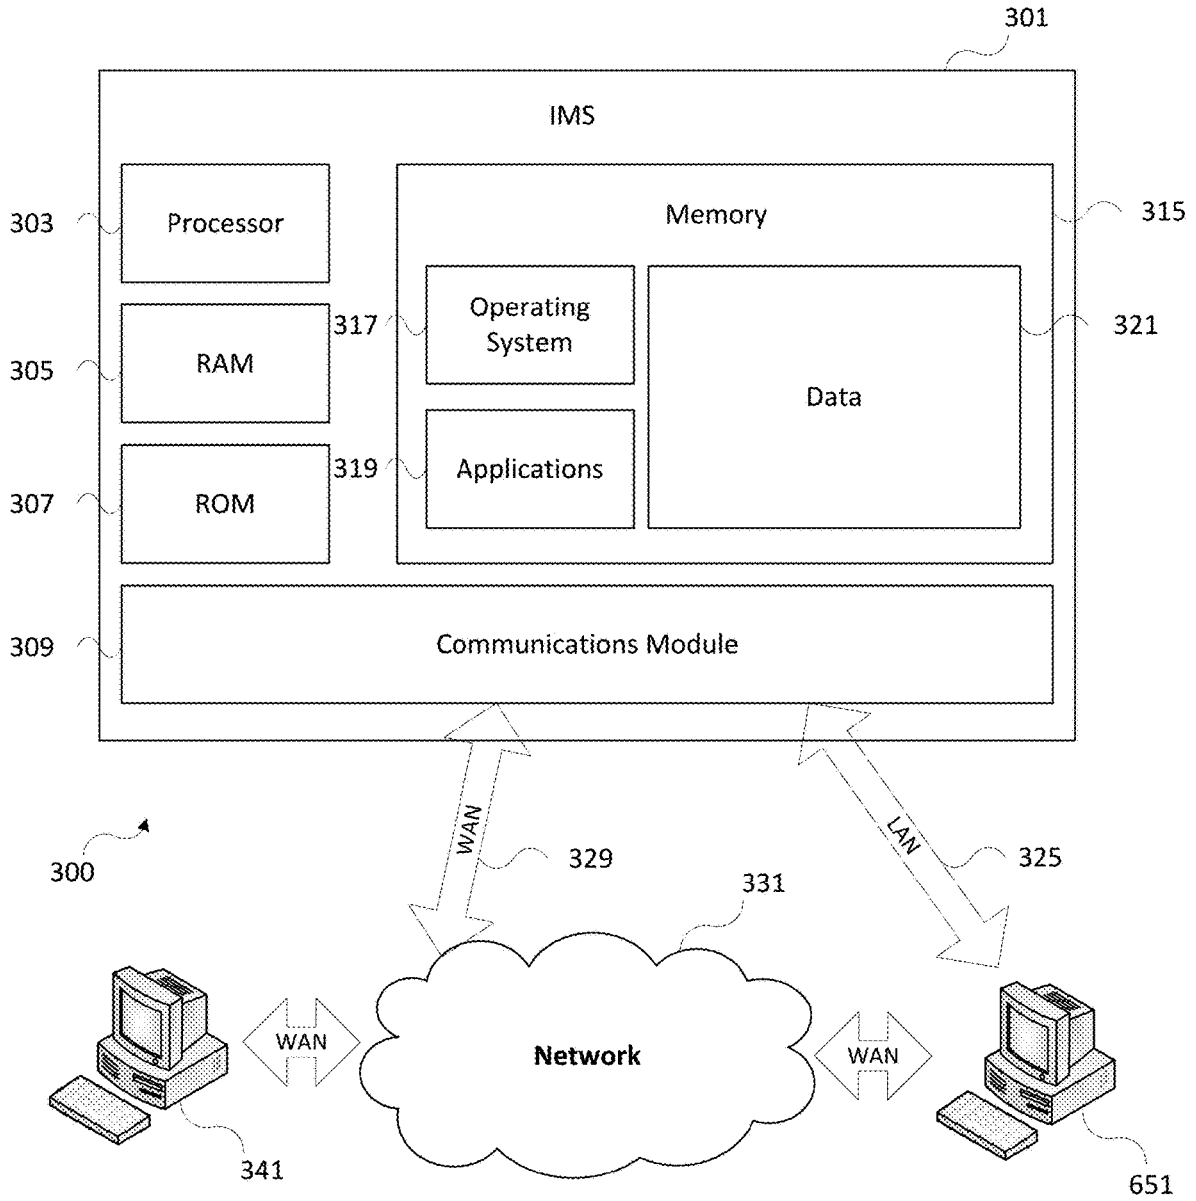 301
IMS
303
Processor
Memory
315
317
Operating
System
321
305
RAM
Data
319
Applications
307
ROM
309
Communications Module
WAN
LAN
300
329
325
331
WAN
Network
WAN
341
651